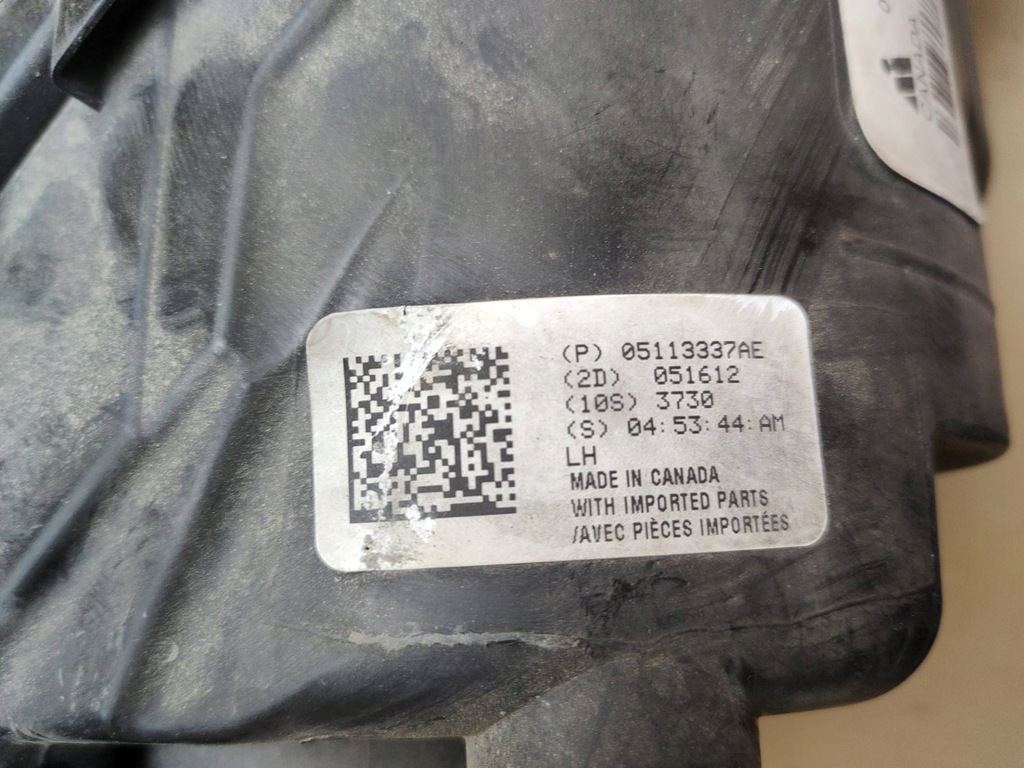 (P) 05113337AE
(2D) 051612
(10S) 3730
(S) 04:53:44:AM
LH
MADE IN CANADA
WITH IMPORTED PARTS
/AVEC PIÈCES IMPORTÉES
CANADA